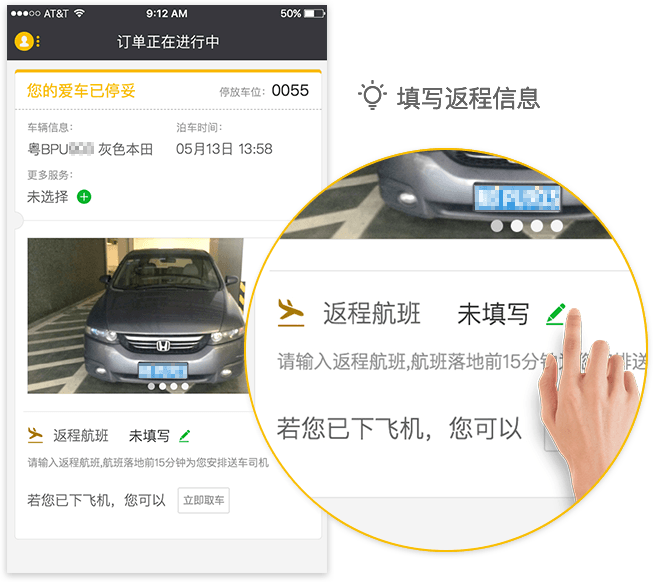 AT&T 9:12 AM 50%
订单正在进行中
您的爱车已停妥 停放车位: 0055
车辆信息: 泊车时间:
粤BPU 灰色本田 05月13日 13:58
更多服务:
未选择
返程航班 未填写
请输入返程航班,航班落地前15分钟为您安排送车司机
若您已下飞机，您可以 立即取车
填写返程信息
返程航班 未填写
请输入返程航班,航班落地前15分钟 排送
若您已下飞机，您可以